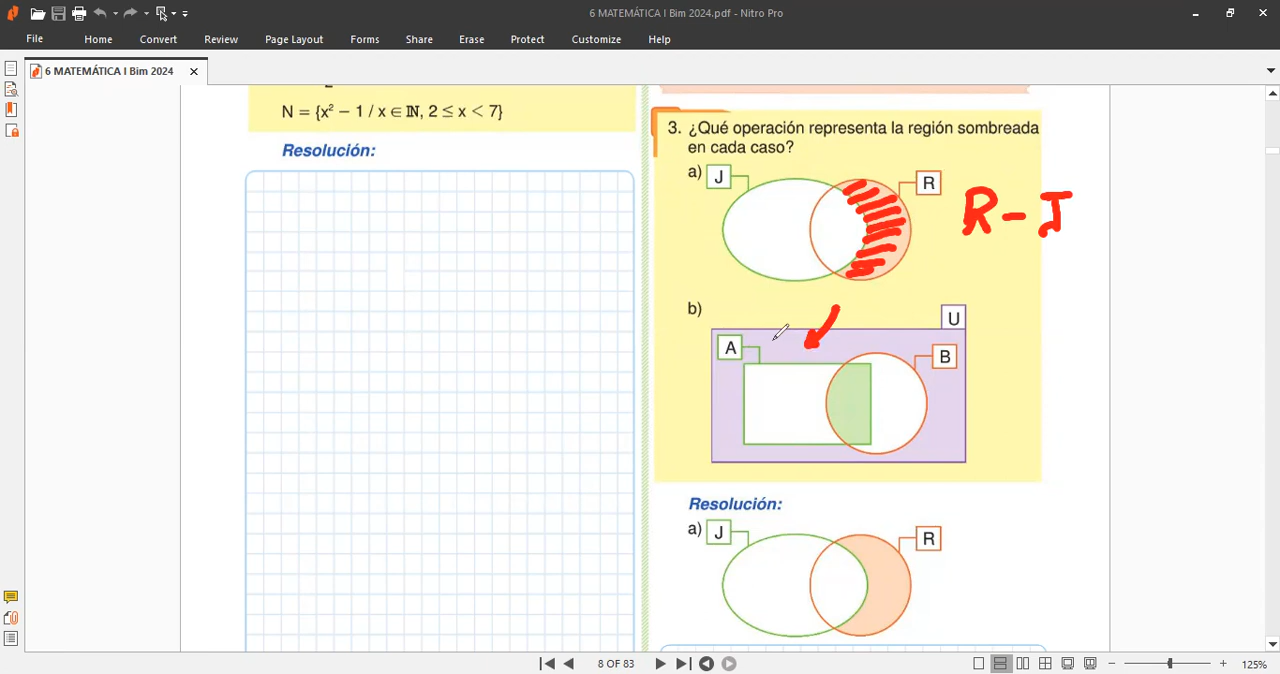 6 MATEMÁTICA I Bim 2024.pdf - Nitro Pro
File Home Convert Review Page Layout Forms Share Erase Protect Customize Help
6 MATEMÁTICA I Bim 2024
N = {x² − 1 / x ∈ ℕ, 2 ≤ x < 7}
Resolución:
3. ¿Qué operación representa la región sombreada
en cada caso?
a) J
R
R - J
b)
U
A
B
Resolución:
a) J
R
8 OF 83
125%